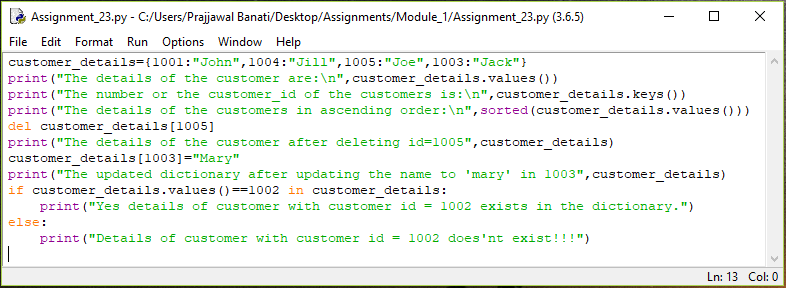 Assignment_23.py - C:/Users/Prajjawal Banati/Desktop/Assignments/Module_1/Assignment_23.py (3.6.5)
File Edit Format Run Options Window Help
customer_details={1001:"John",1004:"Jill",1005:"Joe",1003:"Jack"}
print("The details of the customer are:\n",customer_details.values())
print("The number or the customer_id of the customers is:\n",customer_details.keys())
print("The details of the customers in ascending order:\n",sorted(customer_details.values()))
del customer_details[1005]
print("The details of the customer after deleting id=1005",customer_details)
customer_details[1003]="Mary"
print("The updated dictionary after updating the name to 'mary' in 1003",customer_details)
if customer_details.values()==1002 in customer_details:
    print("Yes details of customer with customer id = 1002 exists in the dictionary.")
else:
    print("Details of customer with customer id = 1002 does'nt exist!!!")
Ln: 13 Col: 0